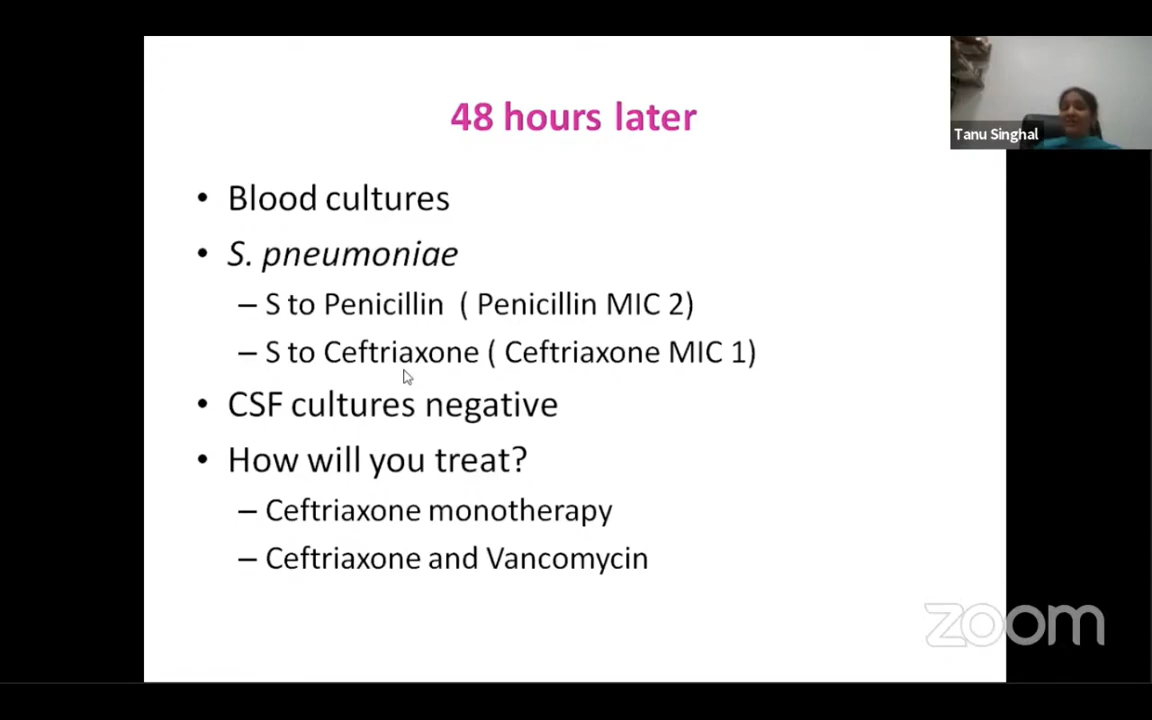 48 hours later
Tanu Singhal
• Blood cultures
• S. pneumoniae
– S to Penicillin ( Penicillin MIC 2)
– S to Ceftriaxone ( Ceftriaxone MIC 1)
• CSF cultures negative
• How will you treat?
– Ceftriaxone monotherapy
– Ceftriaxone and Vancomycin
zoom